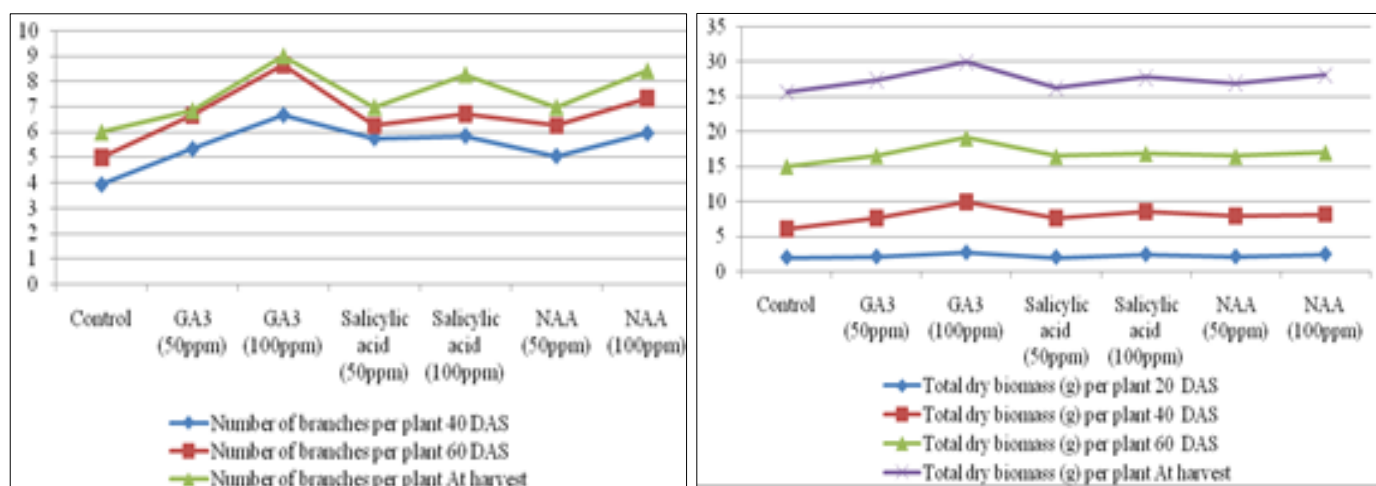 10
9
8
7
6
5
4
3
2
1
0
Control
GA3
(50ppm)
GA3
(100ppm)
Salicylic
acid
(50ppm)
Salicylic
acid
(100ppm)
NAA
(50ppm)
NAA
(100ppm)
Number of branches per plant 40 DAS
Number of branches per plant 60 DAS
Number of branches per plant At harvest
35
30
25
20
15
10
5
0
Control
GA3
(50ppm)
GA3
(100ppm)
Salicylic
acid
(50ppm)
Salicylic
acid
(100ppm)
NAA
(50ppm)
NAA
(100ppm)
Total dry biomass (g) per plant 20 DAS
Total dry biomass (g) per plant 40 DAS
Total dry biomass (g) per plant 60 DAS
Total dry biomass (g) per plant At harvest